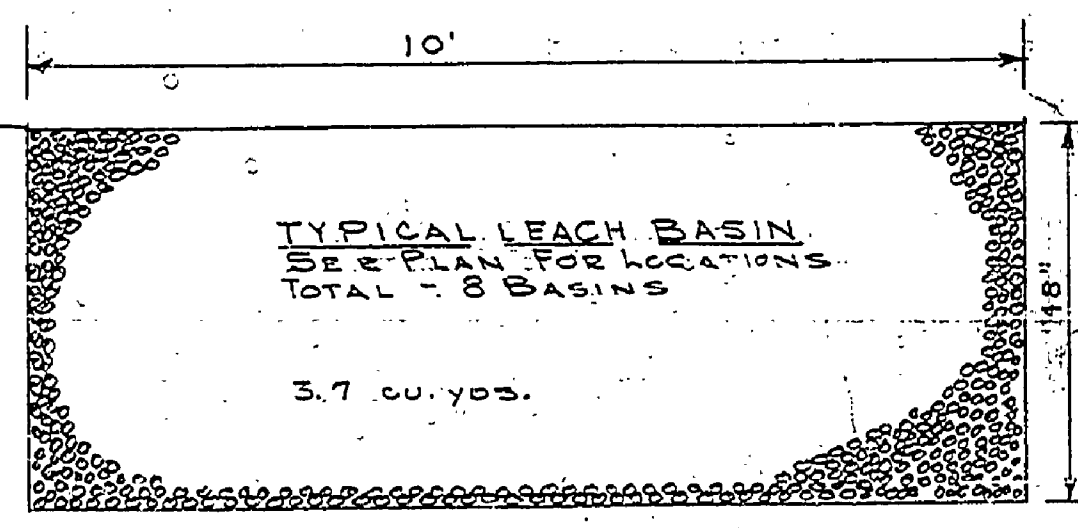 10'
TYPICAL LEACH BASIN
SEE PLAN FOR LOCATIONS
TOTAL - 8 BASINS
3.7 CU. YDS.
48"